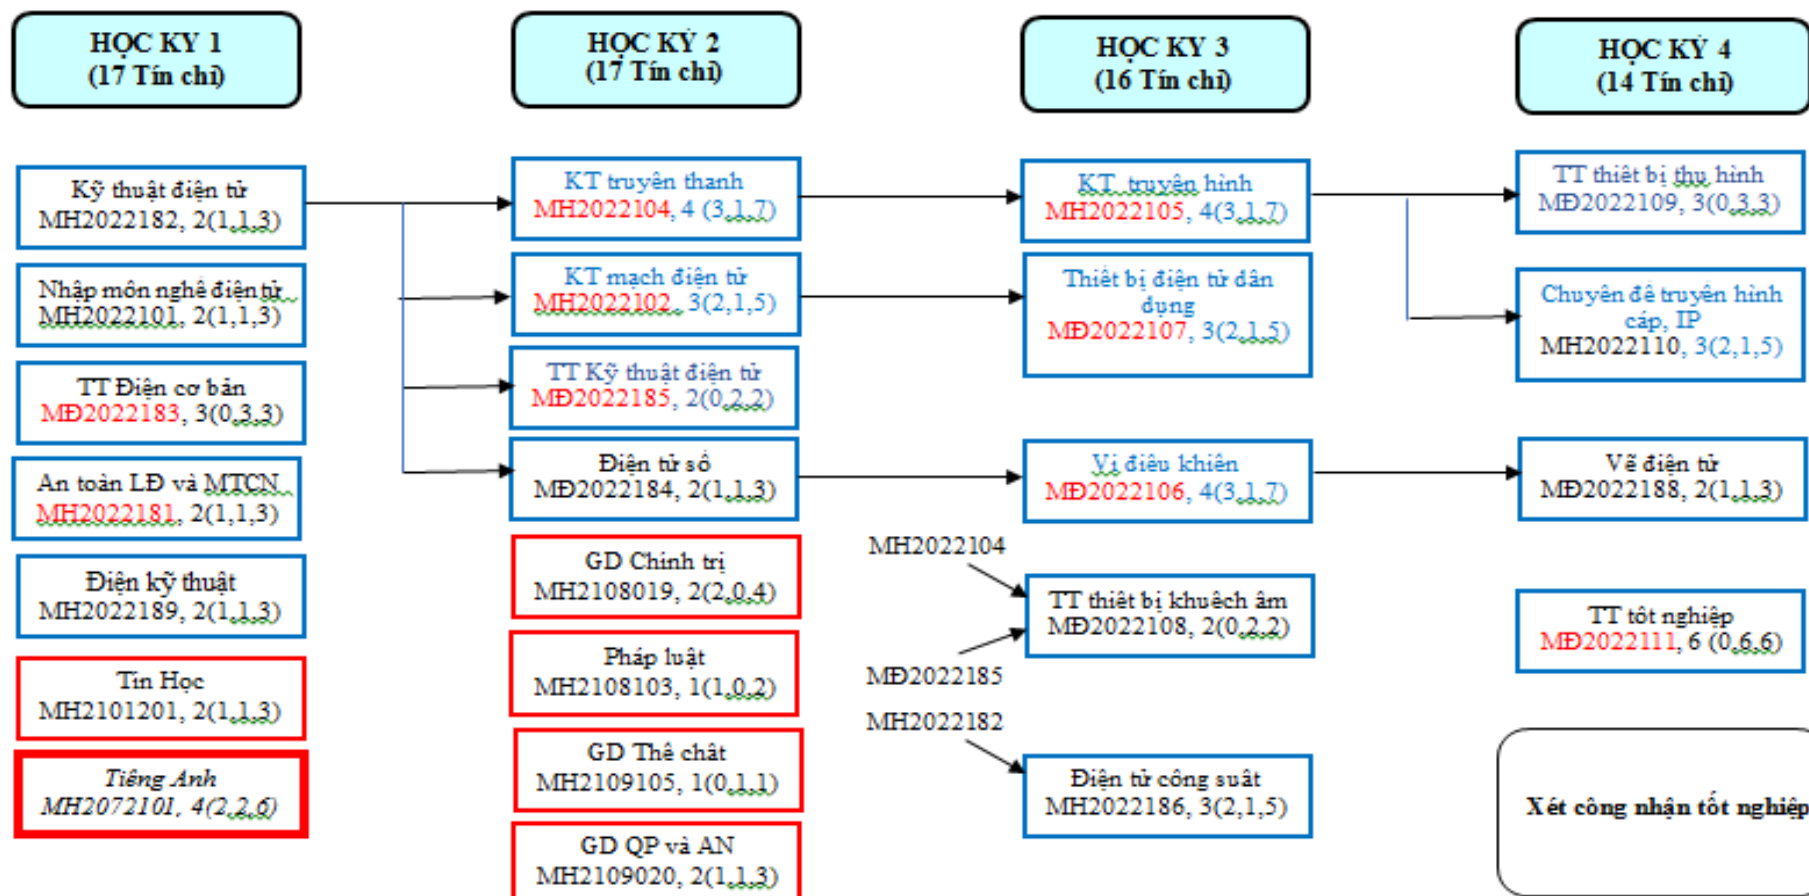 HỌC KỲ 1
(17 Tín chỉ)
Kỹ thuật điện tử
MH2022182, 2(1,1,3)
Nhập môn nghề điện tử
MH2022101, 2(1,1,3)
TT Điện cơ bản
MĐ2022183, 3(0,3,3)
An toàn LĐ và MTCN
MH2022181, 2(1,1,3)
Điện kỹ thuật
MH2022189, 2(1,1,3)
Tin Học
MH2101201, 2(1,1,3)
Tiếng Anh
MH2072101, 4(2,2,6)
HỌC KỲ 2
(17 Tín chỉ)
KT truyền thanh
MH2022104, 4 (3,1,7)
KT mạch điện tử
MH2022102, 3(2,1,5)
TT Kỹ thuật điện tử
MĐ2022185, 2(0,2,2)
Điện tử số
MĐ2022184, 2(1,1,3)
GD Chính trị
MH2108019, 2(2,0,4)
Pháp luật
MH2108103, 1(1,0,2)
GD Thể chất
MH2109105, 1(0,1,1)
GD QP và AN
MH2109020, 2(1,1,3)
HỌC KỲ 3
(16 Tín chỉ)
KT truyền hình
MH2022105, 4(3,1,7)
Thiết bị điện tử dân
dụng
MĐ2022107, 3(2,1,5)
Vi điều khiển
MĐ2022106, 4(3,1,7)
MH2022104
TT thiết bị khuếch âm
MĐ2022108, 2(0,2,2)
MĐ2022185
MH2022182
Điện tử công suất
MH2022186, 3(2,1,5)
HỌC KỲ 4
(14 Tín chỉ)
TT thiết bị thu hình
MĐ2022109, 3(0,3,3)
Chuyên đề truyền hình
cáp, IP
MH2022110, 3(2,1,5)
Vẽ điện tử
MĐ2022188, 2(1,1,3)
TT tốt nghiệp
MĐ2022111, 6 (0,6,6)
Xét công nhận tốt nghiệp